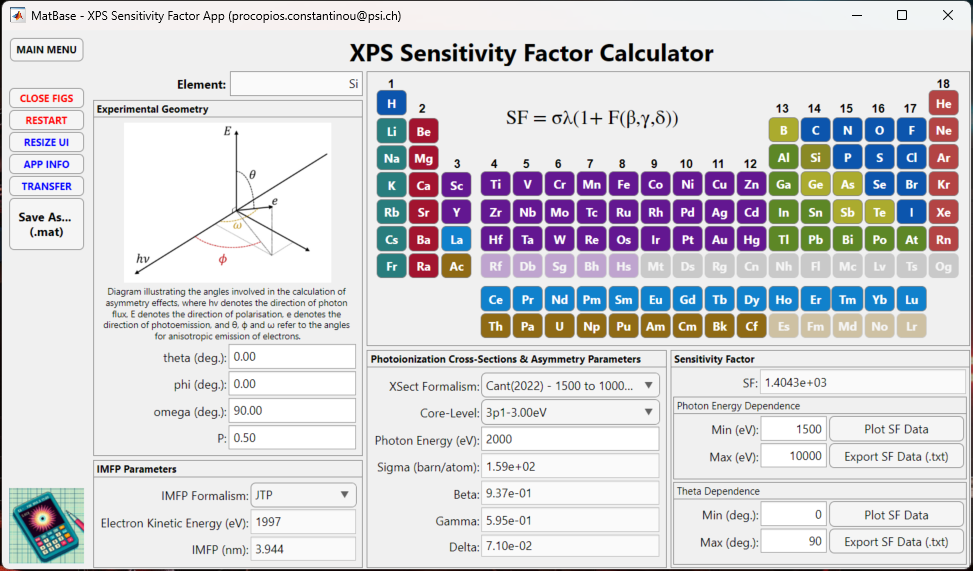 MatBase - XPS Sensitivity Factor App (procopios.constantinou@psi.ch)
MAIN MENU
XPS Sensitivity Factor Calculator
CLOSE FIGS
RESTART
RESIZE UI
APP INFO
TRANSFER
Save As...
(.mat)
Element: Si
Experimental Geometry
E
θ
e
ω
hν
ϕ
Diagram illustrating the angles involved in the calculation of
asymmetry effects, where hv denotes the direction of photon
flux, E denotes the direction of polarisation, e denotes the
direction of photoemission, and θ, ϕ and ω refer to the angles
for anisotropic emission of electrons.
theta (deg.): 0.00
phi (deg.): 0.00
omega (deg.): 90.00
P: 0.50
IMFP Parameters
IMFP Formalism: JTP
Electron Kinetic Energy (eV): 1997
IMFP (nm): 3.944
1 18
H He
2 13 14 15 16 17
SF = σλ(1+ F(β,γ,δ))
Li Be B C N O F Ne
Na Mg Al Si P S Cl Ar
3 4 5 6 7 8 9 10 11 12
K Ca Sc Ti V Cr Mn Fe Co Ni Cu Zn Ga Ge As Se Br Kr
Rb Sr Y Zr Nb Mo Tc Ru Rh Pd Ag Cd In Sn Sb Te I Xe
Cs Ba La Hf Ta W Re Os Ir Pt Au Hg Tl Pb Bi Po At Rn
Fr Ra Ac Rf Db Sg Bh Hs Mt Ds Rg Cn Nh Fl Mc Lv Ts Og
Ce Pr Nd Pm Sm Eu Gd Tb Dy Ho Er Tm Yb Lu
Th Pa U Np Pu Am Cm Bk Cf Es Fm Md No Lr
Photoionization Cross-Sections & Asymmetry Parameters
XSect Formalism: Cant(2022) - 1500 to 1000...
Core-Level: 3p1-3.00eV
Photon Energy (eV): 2000
Sigma (barn/atom): 1.59e+02
Beta: 9.37e-01
Gamma: 5.95e-01
Delta: 7.10e-02
Sensitivity Factor
SF: 1.4043e+03
Photon Energy Dependence
Min (eV): 1500 Plot SF Data
Max (eV): 10000 Export SF Data (.txt)
Theta Dependence
Min (deg.): 0 Plot SF Data
Max (deg.): 90 Export SF Data (.txt)